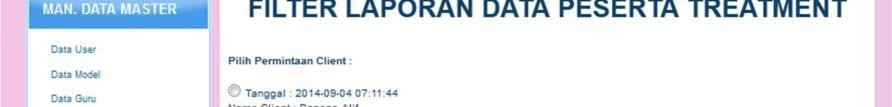 MAN. DATA MASTER
FILTER LAPORAN DATA PESERTA TREATMENT
Data User
Pilih Permintaan Client :
Data Model
Tanggal : 2014-09-04 07:11:44
Data Guru